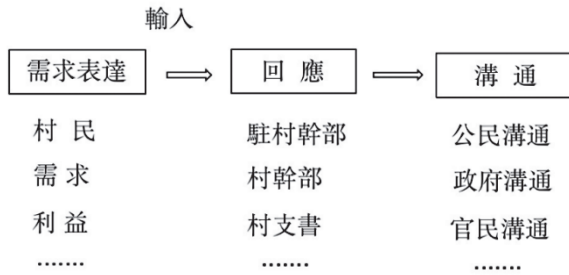 輸入
需求表達 回應 溝通
村民 駐村幹部 公民溝通
需求 村幹部 政府溝通
利益 村支書 官民溝通
....... ....... .......